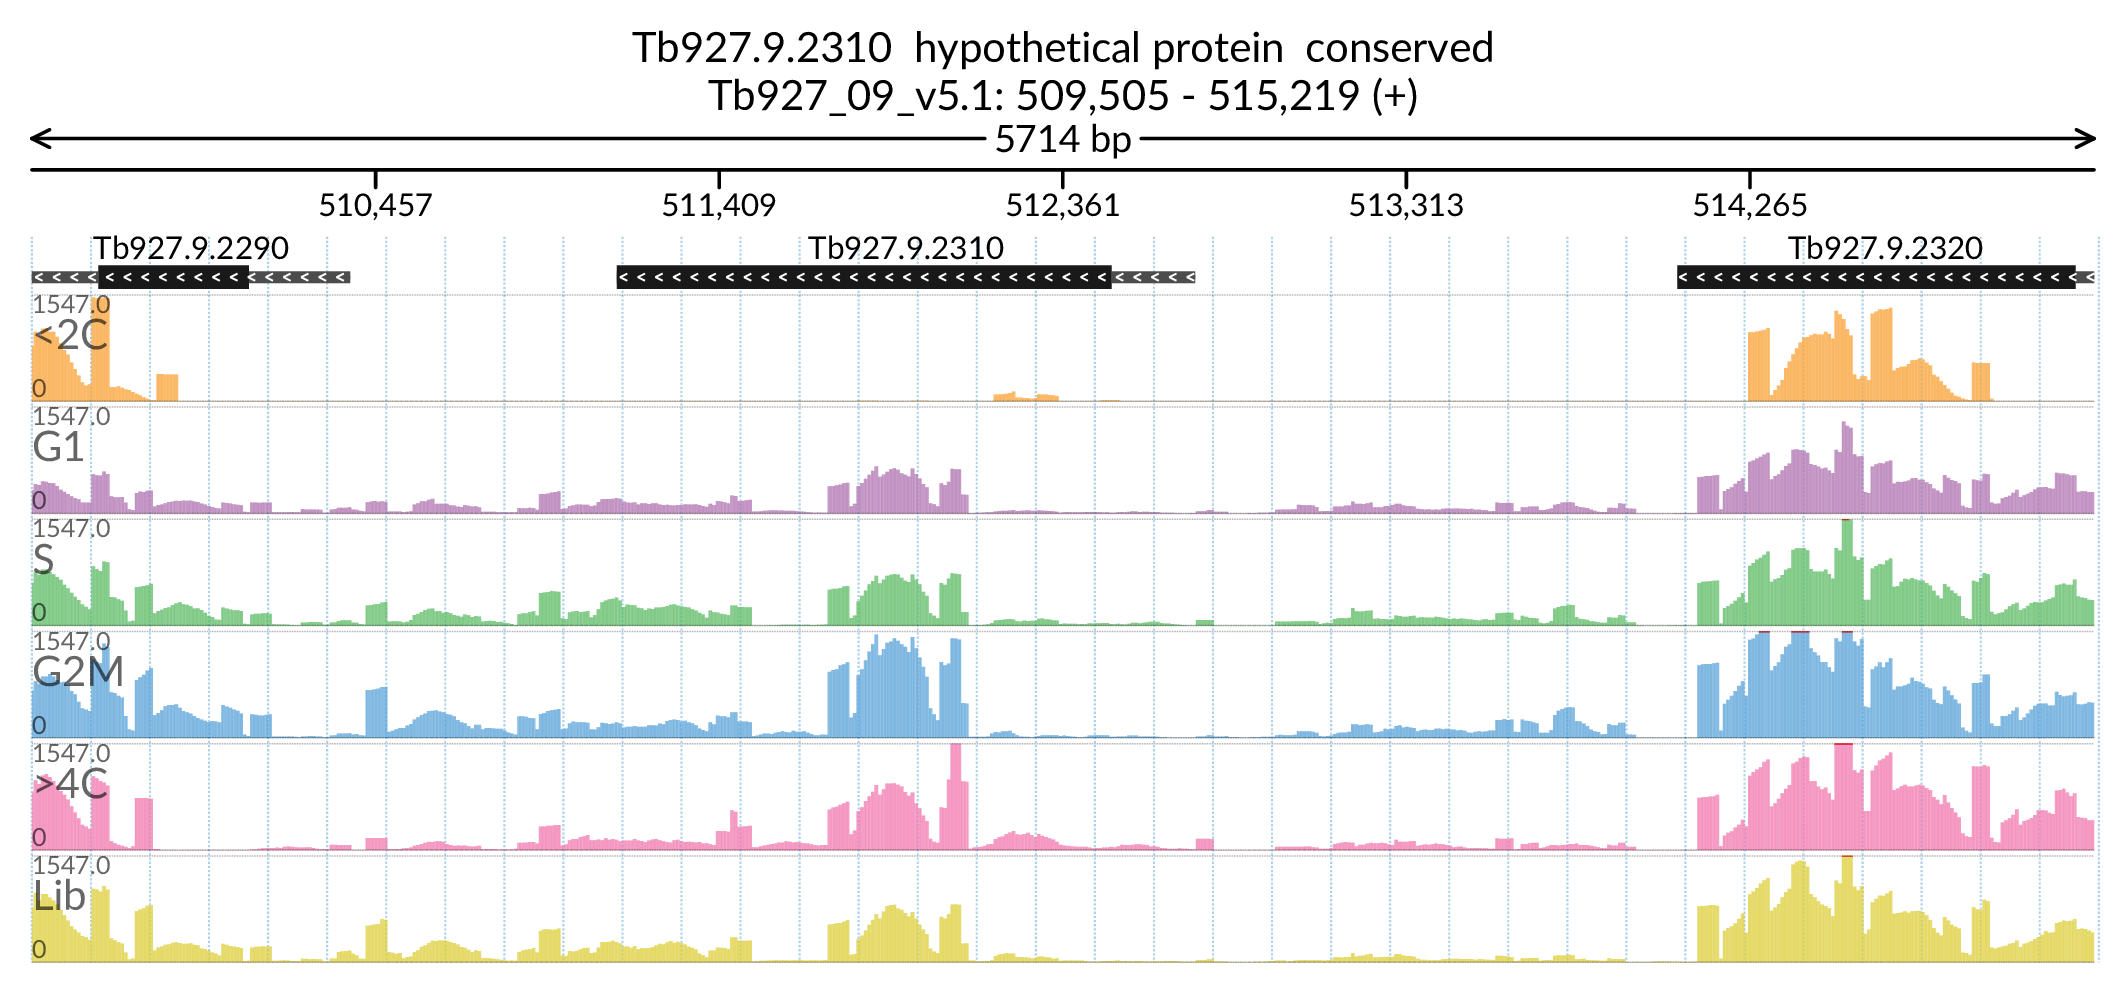 Tb927.9.2310 hypothetical protein conserved
Tb927_09_v5.1: 509,505 - 515,219 (+)
5714 bp
510,457 511,409 512,361 513,313 514,265
Tb927.9.2290 Tb927.9.2310 Tb927.9.2320
1547.0
<2C
0
1547.0
G1
0
1547.0
S
0
1547.0
G2M
0
1547.0
>4C
0
1547.0
Lib
0